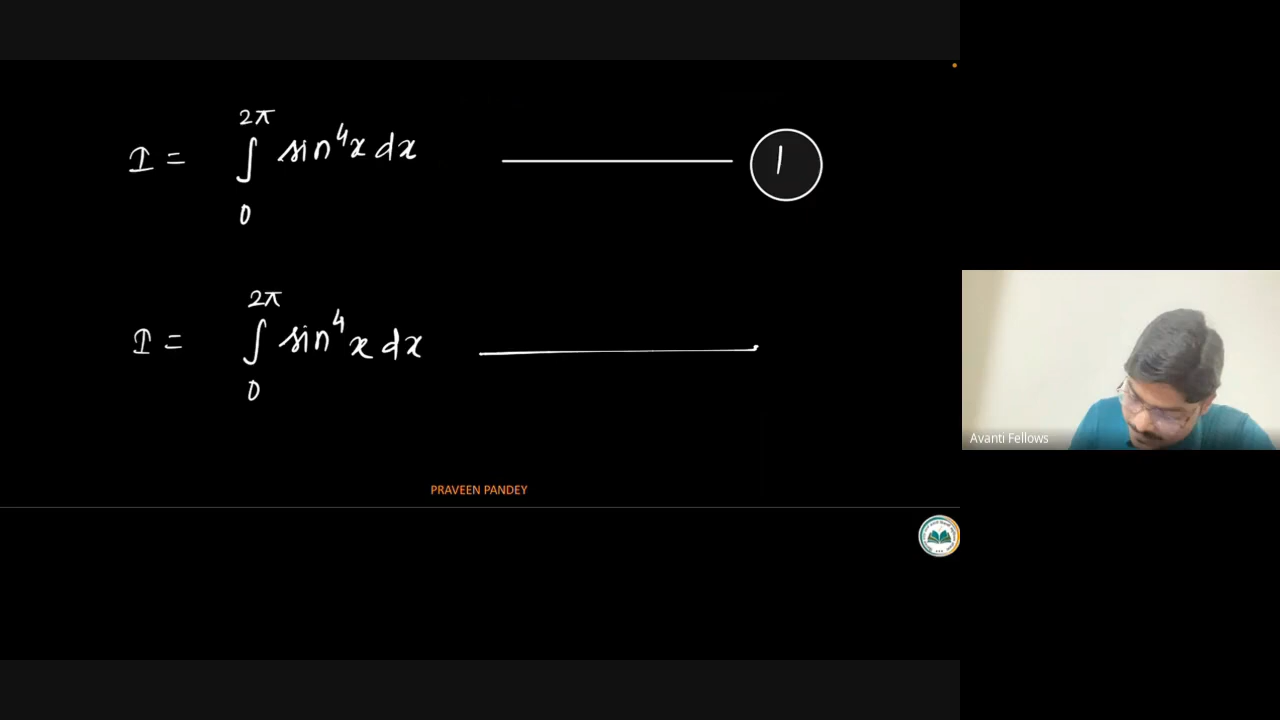 I = ∫₀^2π sin⁴x dx ——— 1
I = ∫₀^2π sin⁴x dx ———
Avanti Fellows
PRAVEEN PANDEY